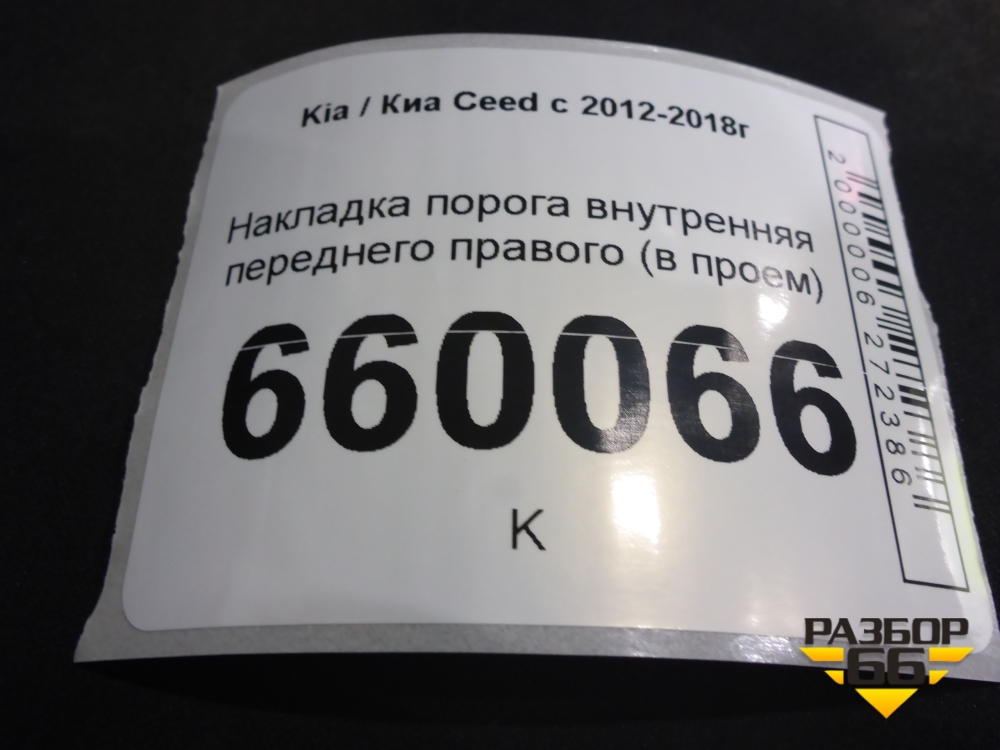 Kia / Киа Ceed с 2012-2018г
Накладка порога внутренняя
переднего правого (в проем)
660066
К
2000006272386
РАЗБОР
66